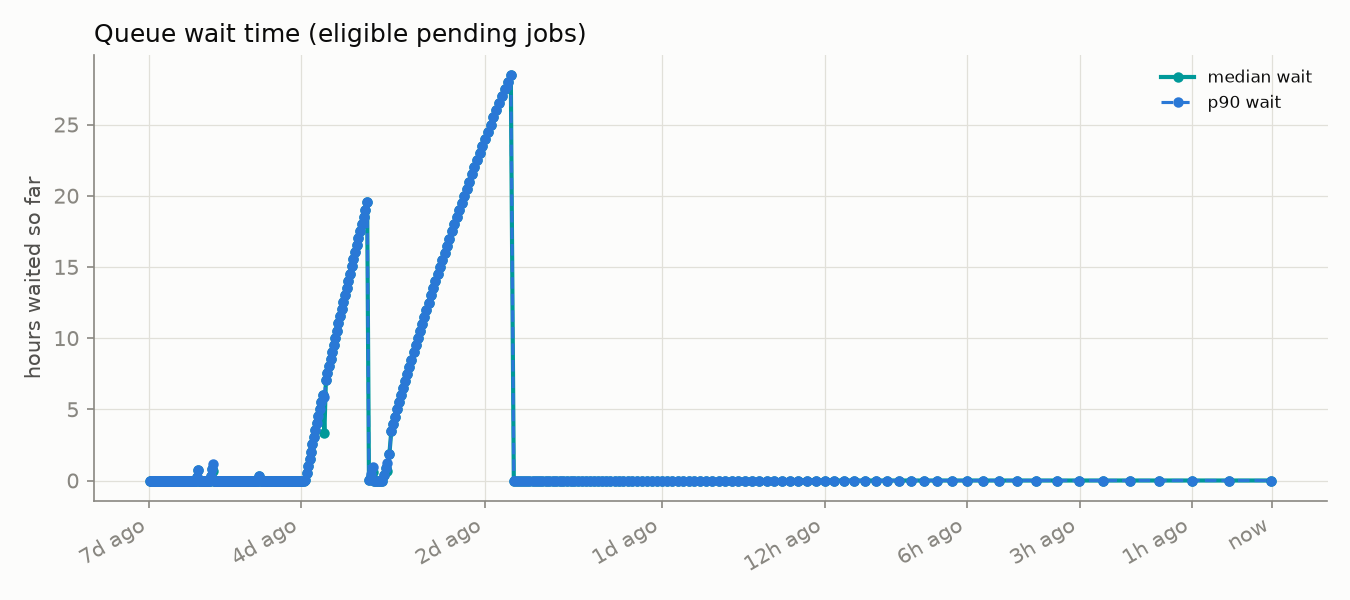 Queue wait time (eligible pending jobs)
median wait
p90 wait
hours waited so far
25
20
15
10
5
0
7d ago
4d ago
2d ago
1d ago
12h ago
6h ago
3h ago
1h ago
now